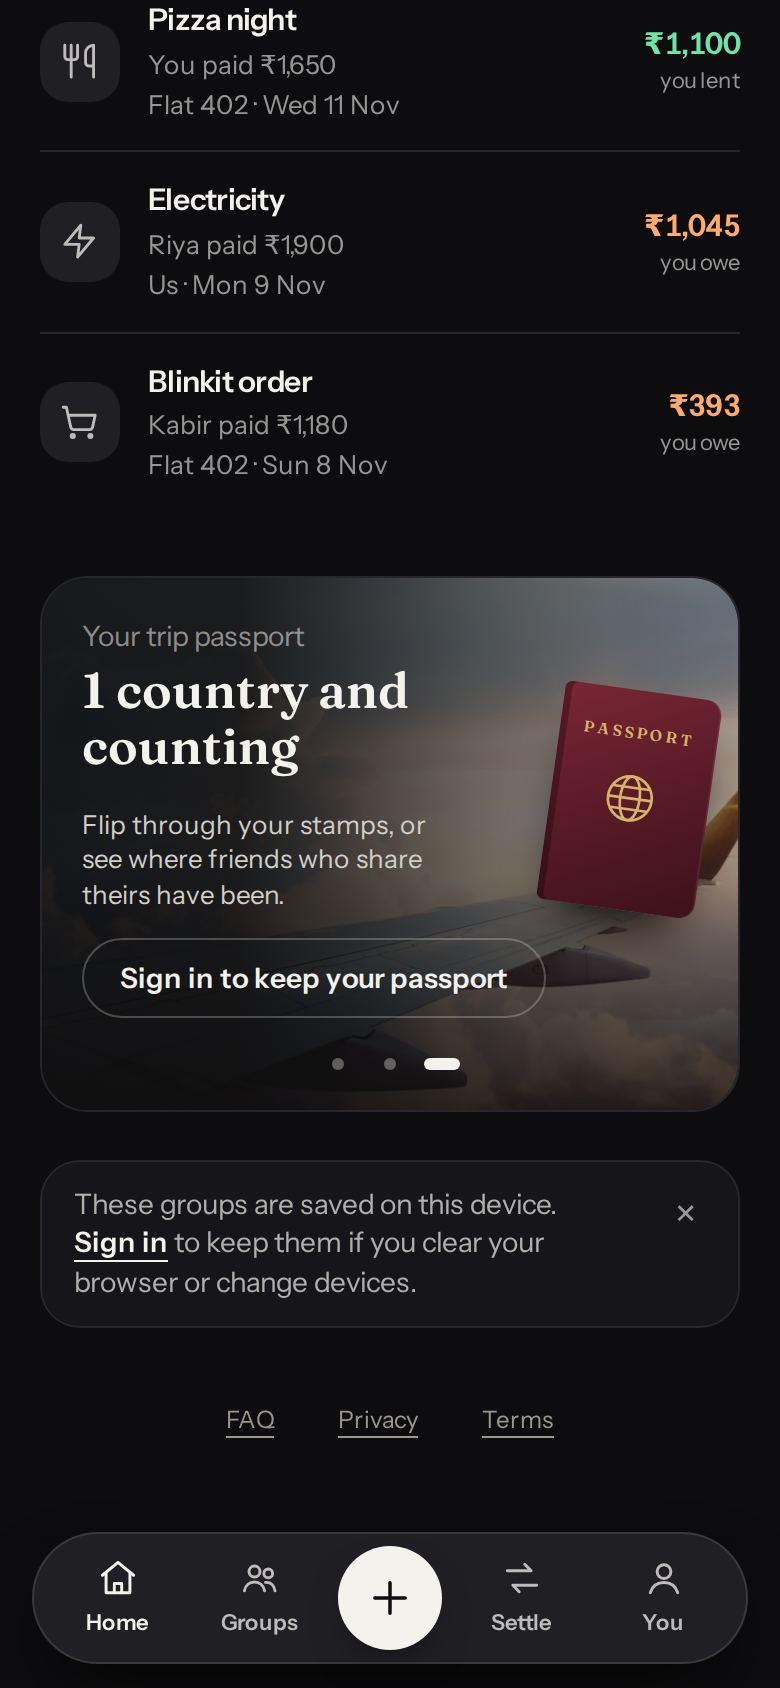 Pizza night
You paid ₹1,650
Flat 402 · Wed 11 Nov
₹1,100
you lent
Electricity
Riya paid ₹1,900
Us · Mon 9 Nov
₹1,045
you owe
Blinkit order
Kabir paid ₹1,180
Flat 402 · Sun 8 Nov
₹393
you owe
Your trip passport
1 country and
counting
Flip through your stamps, or
see where friends who share
theirs have been.
Sign in to keep your passport
PASSPORT
These groups are saved on this device.
Sign in to keep them if you clear your
browser or change devices.
FAQ Privacy Terms
Home Groups Settle You